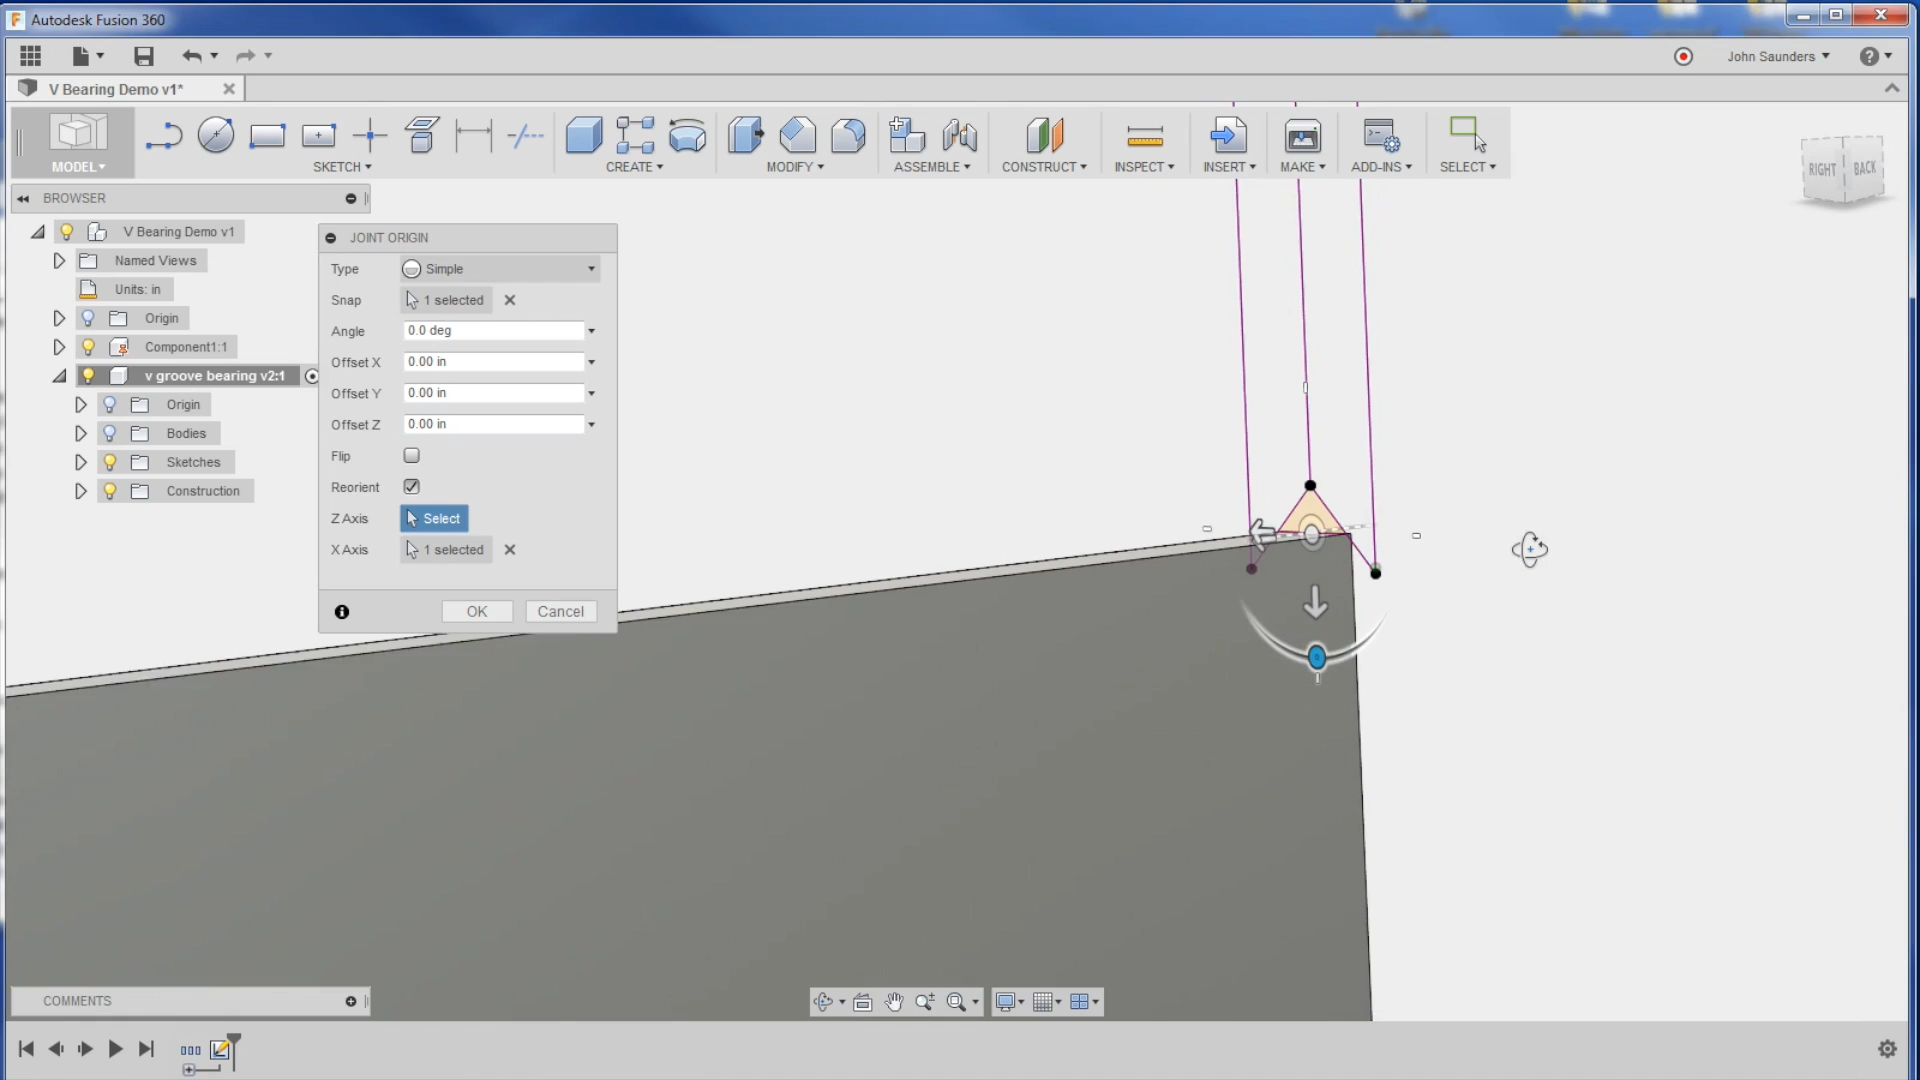 Autodesk Fusion 360
John Saunders
V Bearing Demo v1*
MODEL
SKETCH
CREATE
MODIFY
ASSEMBLE
CONSTRUCT
INSPECT
INSERT
MAKE
ADD-INS
SELECT
RIGHT
BACK
BROWSER
V Bearing Demo v1
Named Views
Units: in
Origin
Component1:1
v groove bearing v2:1
Origin
Bodies
Sketches
Construction
JOINT ORIGIN
Type Simple
Snap 1 selected
Angle 0.0 deg
Offset X 0.00 in
Offset Y 0.00 in
Offset Z 0.00 in
Flip
Reorient
Z Axis Select
X Axis 1 selected
OK Cancel
COMMENTS